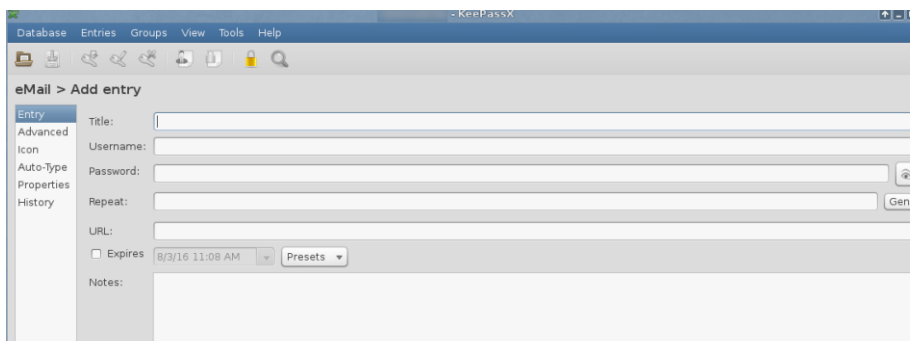 - KeePassX
Database Entries Groups View Tools Help
eMail > Add entry
Entry
Advanced
Icon
Auto-Type
Properties
History
Title:
Username:
Password:
Repeat:
Gen
URL:
Expires 8/3/16 11:08 AM Presets
Notes: